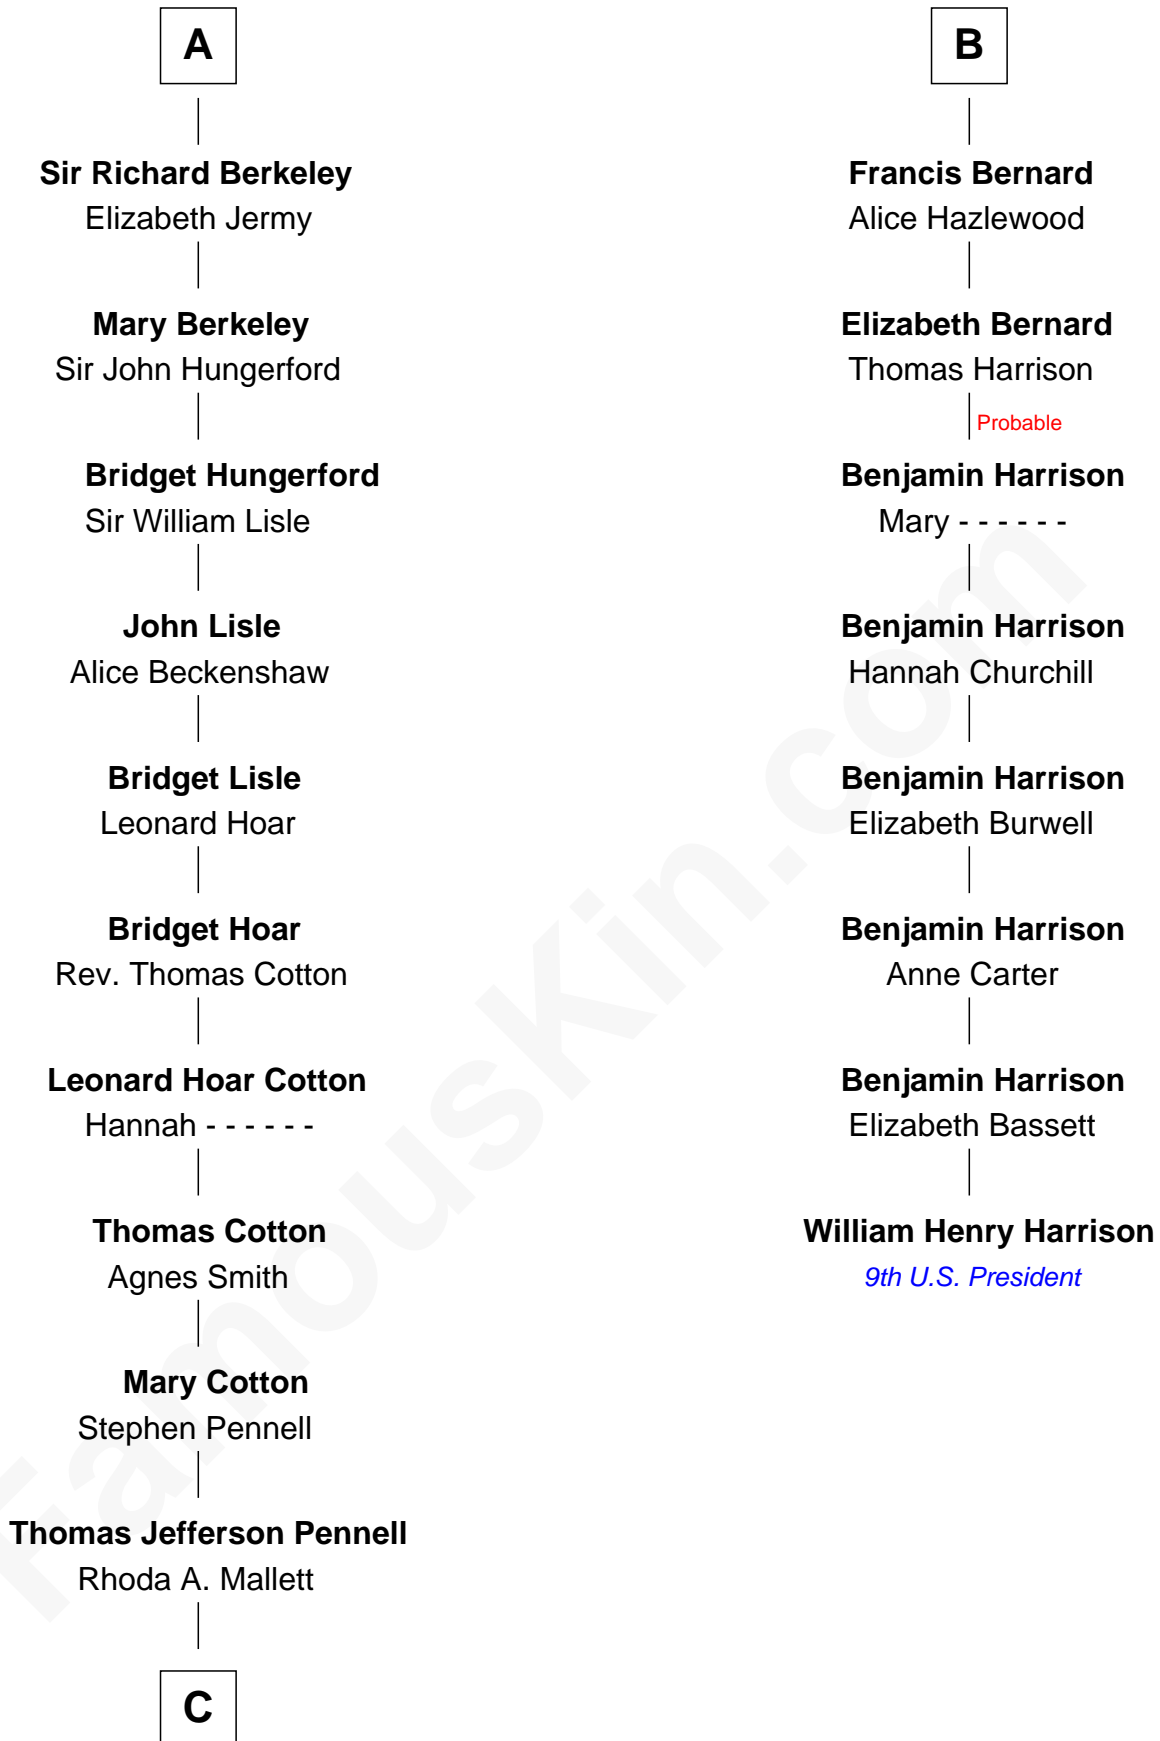 A
Sir Richard Berkeley
Elizabeth Jermy
Mary Berkeley
Sir John Hungerford
Bridget Hungerford
Sir William Lisle
John Lisle
Alice Beckenshaw
Bridget Lisle
Leonard Hoar
Bridget Hoar
Rev. Thomas Cotton
Leonard Hoar Cotton
Hannah - - - - - -
Thomas Cotton
Agnes Smith
Mary Cotton
Stephen Pennell
Thomas Jefferson Pennell
Rhoda A. Mallett
C
B
Francis Bernard
Alice Hazlewood
Elizabeth Bernard
Thomas Harrison
Probable
Benjamin Harrison
Mary - - - - - -
Benjamin Harrison
Hannah Churchill
Benjamin Harrison
Elizabeth Burwell
Benjamin Harrison
Anne Carter
Benjamin Harrison
Elizabeth Bassett
William Henry Harrison
9th U.S. President
FamousKin.com